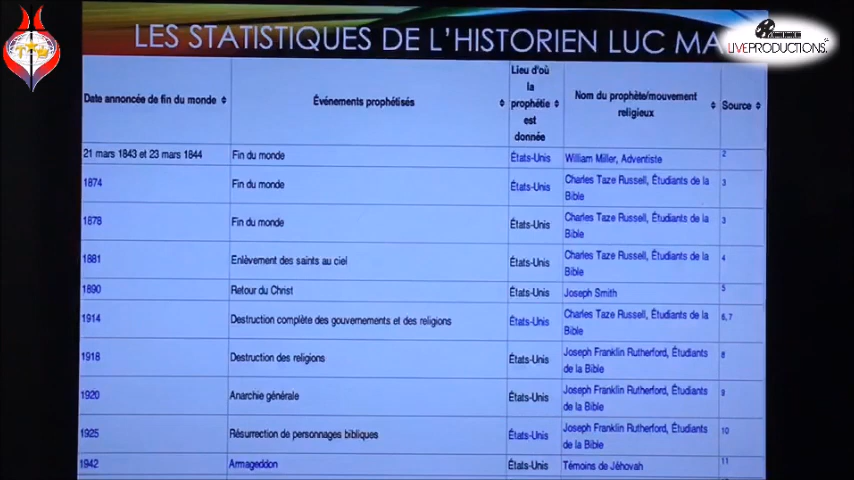 LES STATISTIQUES DE L'HISTORIEN LUC MA
LIVEPRODUCTIONS.
Date annoncée de fin du monde
Événements prophétisés
Lieu d'où
la
prophétie
est
donnée
Nom du prophète/mouvement
religieux
Source
21 mars 1843 et 23 mars 1844 Fin du monde États-Unis William Miller, Adventiste 2
1874 Fin du monde États-Unis Charles Taze Russell, Étudiants de la
Bible 3
1878 Fin du monde États-Unis Charles Taze Russell, Étudiants de la
Bible 3
1881 Enlèvement des saints au ciel États-Unis Charles Taze Russell, Étudiants de la
Bible 4
1890 Retour du Christ États-Unis Joseph Smith 5
1914 Destruction complète des gouvernements et des religions États-Unis Charles Taze Russell, Étudiants de la
Bible 6, 7
1918 Destruction des religions États-Unis Joseph Franklin Rutherford, Étudiants
de la Bible 8
1920 Anarchie générale États-Unis Joseph Franklin Rutherford, Étudiants
de la Bible 9
1925 Résurrection de personnages bibliques États-Unis Joseph Franklin Rutherford, Étudiants
de la Bible 10
1942 Armageddon États-Unis Témoins de Jéhovah 11